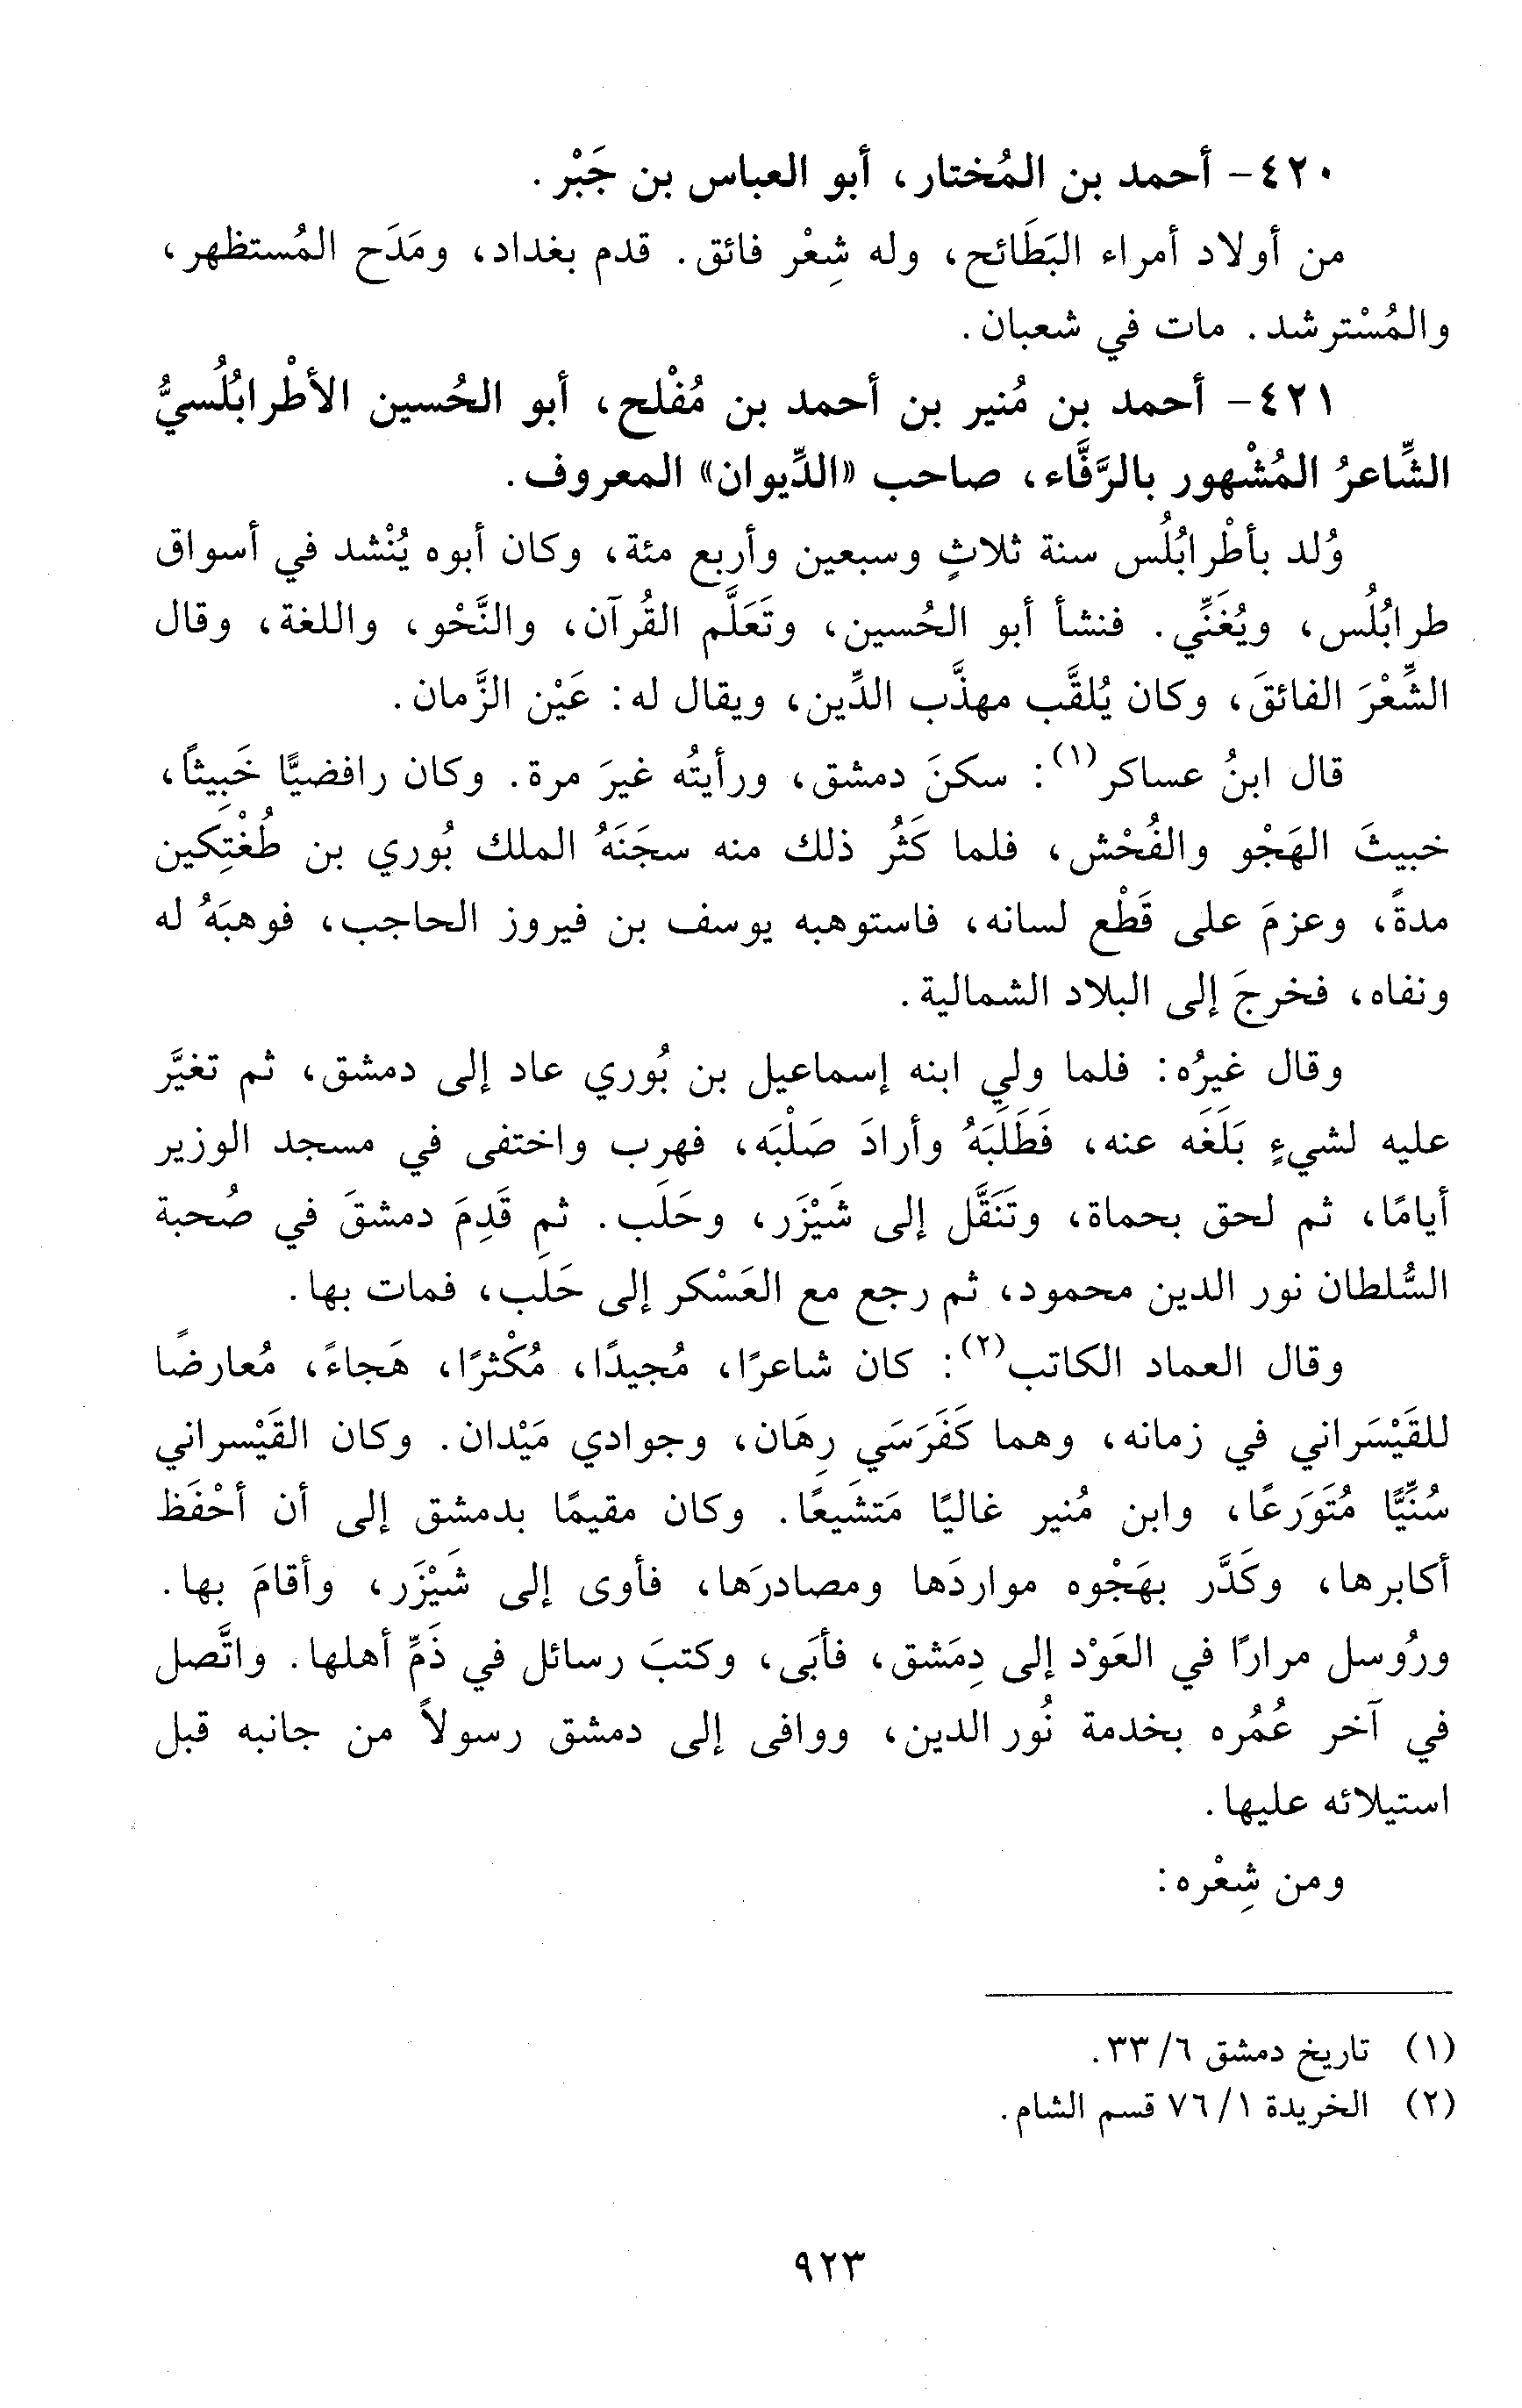 ٤٢٠- أحمد بن المُختار، أبو العباس بن جَبْر.
من أولاد أمراء البَطَائح، وله شِعْر فائق. قدم بغداد، ومَدَح المُستظهر،
والمُسْترشد. مات في شعبان.
٤٢١- أحمد بن مُنير بن أحمد بن مُفْلح، أبو الحُسين الأطْرابُلُسيُّ
الشِّاعرُ المُشْهور بالرَّفَّاء، صاحب «الدِّيوان» المعروف.
وُلد بأطْرابُلُس سنة ثلاثٍ وسبعين وأربع مئة، وكان أبوه يُنْشد في أسواق
طرابُلُس، ويُغَنِّي. فنشأ أبو الحُسين، وتَعَلَّم القُرآن، والنَّحْو، واللغة، وقال
الشِّعْرَ الفائقَ، وكان يُلقَّب مهذَّب الدِّين، ويقال له: عَيْن الزَّمان.
قال ابنُ عساكر(١): سكنَ دمشق، ورأيتُه غيرَ مرة. وكان رافضيًّا خَبِيثًا،
خبيثَ الهَجْو والفُحْش، فلما كَثُر ذلك منه سجَنَهُ الملك بُوري بن طُغْتِكين
مدةً، وعزمَ على قَطْع لسانه، فاستوهبه يوسف بن فيروز الحاجب، فوهبَهُ له
ونفاه، فخرجَ إلى البلاد الشمالية.
وقال غيرُه: فلما ولي ابنه إسماعيل بن بُوري عاد إلى دمشق، ثم تغيَّر
عليه لشيءٍ بَلَغَه عنه، فَطَلَبَهُ وأرادَ صَلْبَه، فهرب واختفى في مسجد الوزير
أيامًا، ثم لحق بحماة، وتَنَقَّل إلى شَيْزَر، وحَلَب. ثم قَدِمَ دمشقَ في صُحبة
السُّلطان نور الدين محمود، ثم رجع مع العَسْكر إلى حَلَب، فمات بها.
وقال العماد الكاتب(٢): كان شاعرًا، مُجيدًا، مُكْثرًا، هَجاءً، مُعارضًا
للقَيْسَراني في زمانه، وهما كَفَرَسَي رِهَان، وجوادي مَيْدان. وكان القَيْسراني
سُنِّيًّا مُتَوَرعًا، وابن مُنير غاليًا مَتشَيعًا. وكان مقيمًا بدمشق إلى أن أحْفَظ
أكابرها، وكَدَّر بهَجْوه مواردَها ومصادرَها، فأوى إلى شَيْزَر، وأقامَ بها.
ورُوسل مرارًا في العَوْد إلى دِمَشق، فأبَى، وكتبَ رسائل في ذَمِّ أهلها. واتَّصل
في آخر عُمُره بخدمة نُور الدين، ووافى إلى دمشق رسولاً من جانبه قبل
استيلائه عليها.
ومن شِعْره:
(١) تاريخ دمشق ٦/ ٣٣.
(٢) الخريدة ١/ ٧٦ قسم الشام.
٩٢٣